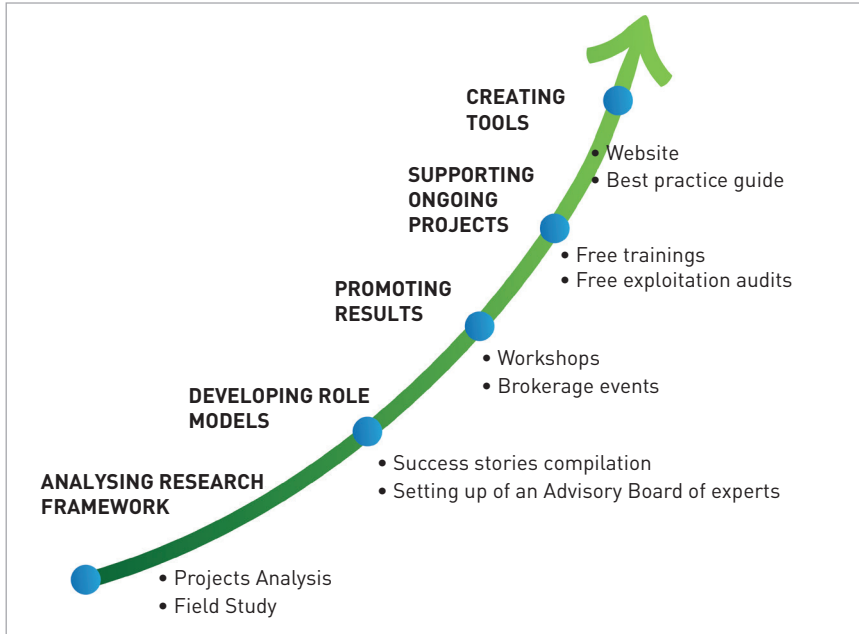 CREATING
TOOLS
• Website
• Best practice guide
SUPPORTING
ONGOING
PROJECTS
• Free trainings
• Free exploitation audits
PROMOTING
RESULTS
• Workshops
• Brokerage events
DEVELOPING ROLE
MODELS
• Success stories compilation
• Setting up of an Advisory Board of experts
ANALYSING RESEARCH
FRAMEWORK
• Projects Analysis
• Field Study